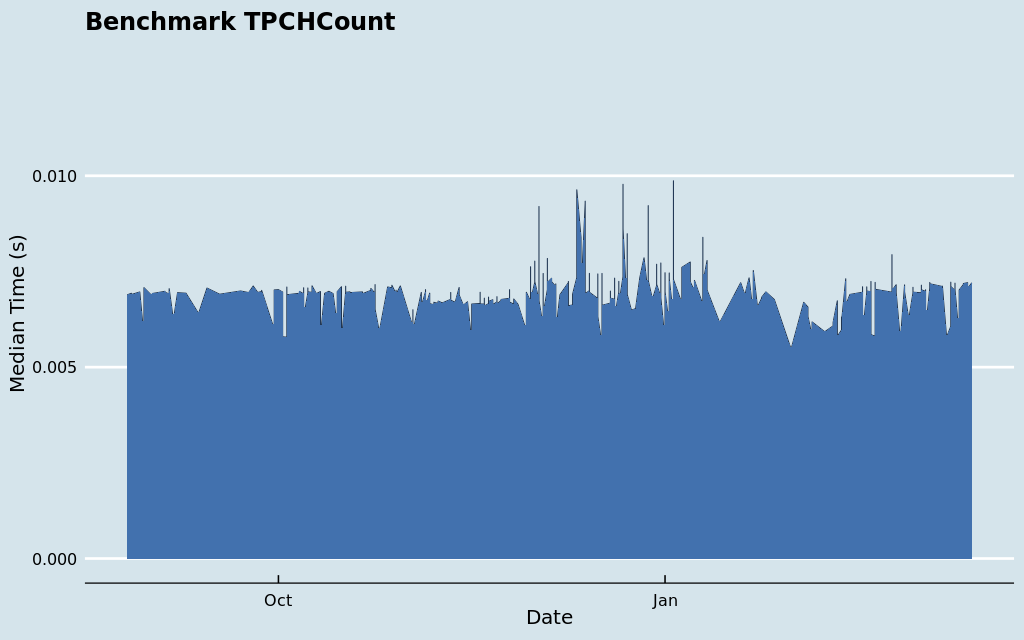 Benchmark TPCHCount
0.010
0.005
0.000
Median Time (s)
Oct
Jan
Date